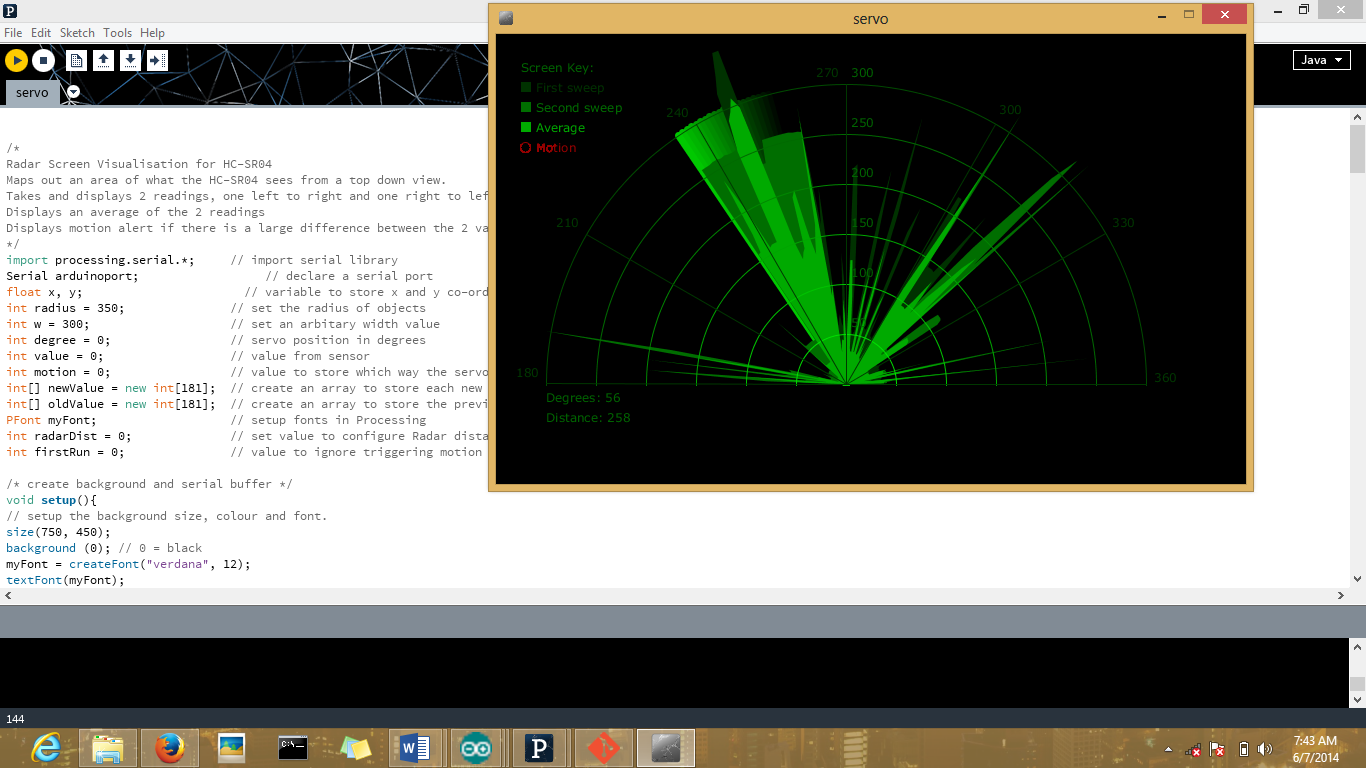 File Edit Sketch Tools Help
Java
servo
/*
Radar Screen Visualisation for HC-SR04
Maps out an area of what the HC-SR04 sees from a top down view.
Takes and displays 2 readings, one left to right and one right to lef
Displays an average of the 2 readings
Displays motion alert if there is a large difference between the 2 va
*/
import processing.serial.*; // import serial library
Serial arduinoport; // declare a serial port
float x, y; // variable to store x and y co-ord
int radius = 350; // set the radius of objects
int w = 300; // set an arbitary width value
int degree = 0; // servo position in degrees
int value = 0; // value from sensor
int motion = 0; // value to store which way the servo
int[] newValue = new int[181]; // create an array to store each new
int[] oldValue = new int[181]; // create an array to store the previ
PFont myFont; // setup fonts in Processing
int radarDist = 0; // set value to configure Radar dista
int firstRun = 0; // value to ignore triggering motion
/* create background and serial buffer */
void setup(){
// setup the background size, colour and font.
size(750, 450);
background (0); // 0 = black
myFont = createFont("verdana", 12);
textFont(myFont);
servo
Screen Key:
First sweep
Second sweep
Average
Motion
180
210
240
270
300
330
360
300
250
200
150
100
Degrees: 56
Distance: 258
144
7:43 AM
6/7/2014